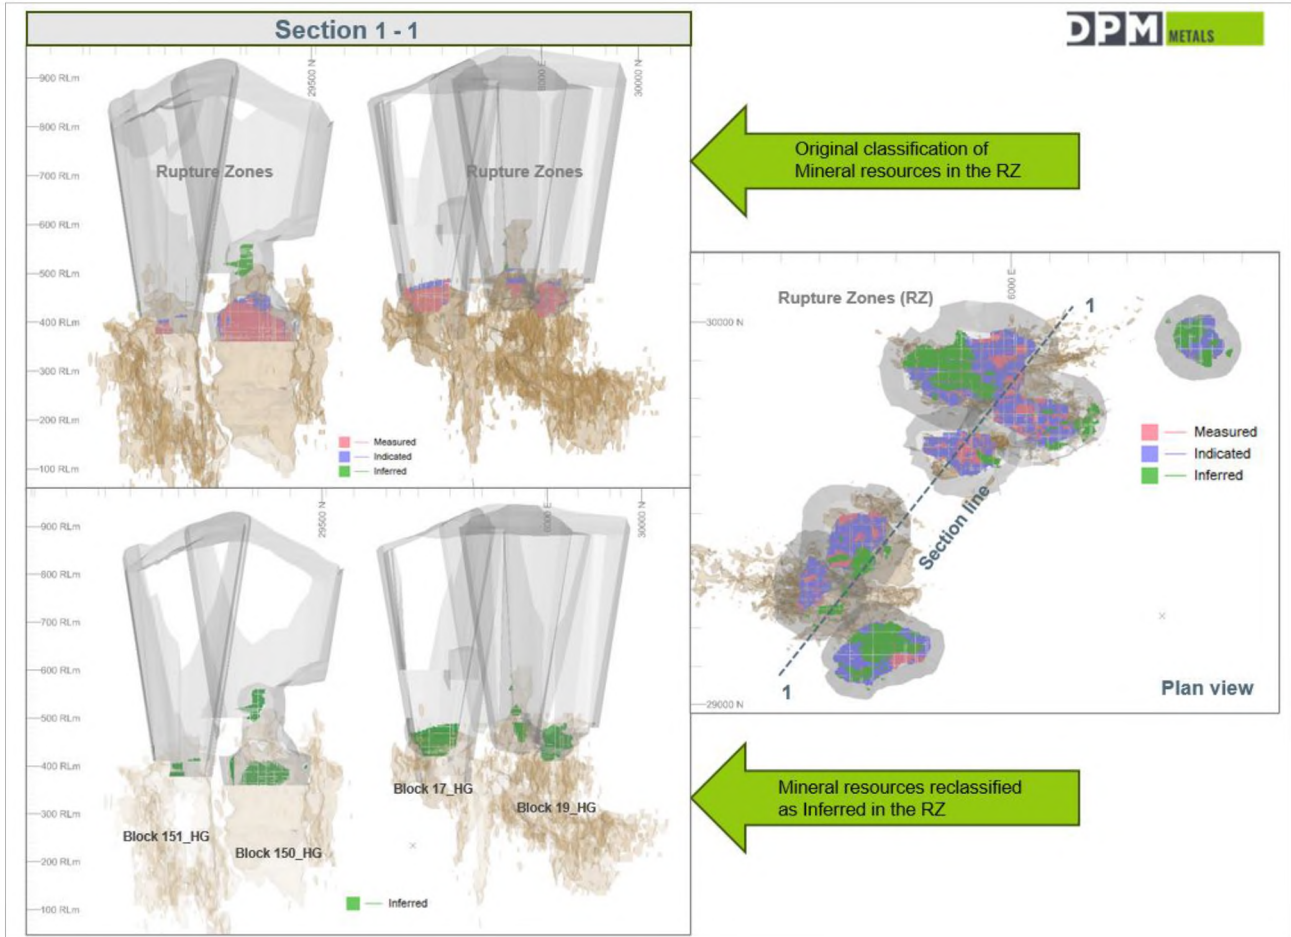 Section 1 - 1
DPM METALS
29500 N
6000 E
30000 N
900 RLm
800 RLm
700 RLm
600 RLm
500 RLm
400 RLm
300 RLm
200 RLm
100 RLm
Rupture Zones
Rupture Zones
Measured
Indicated
Inferred
Original classification of
Mineral resources in the RZ
6000 E
30000 N
Rupture Zones (RZ)
1
Section line
1
29000 N
Measured
Indicated
Inferred
Plan view
29500 N
6000 E
30000 N
900 RLm
800 RLm
700 RLm
600 RLm
500 RLm
400 RLm
300 RLm
200 RLm
100 RLm
Block 151_HG
Block 150_HG
Block 17_HG
Block 19_HG
Inferred
Mineral resources reclassified
as Inferred in the RZ